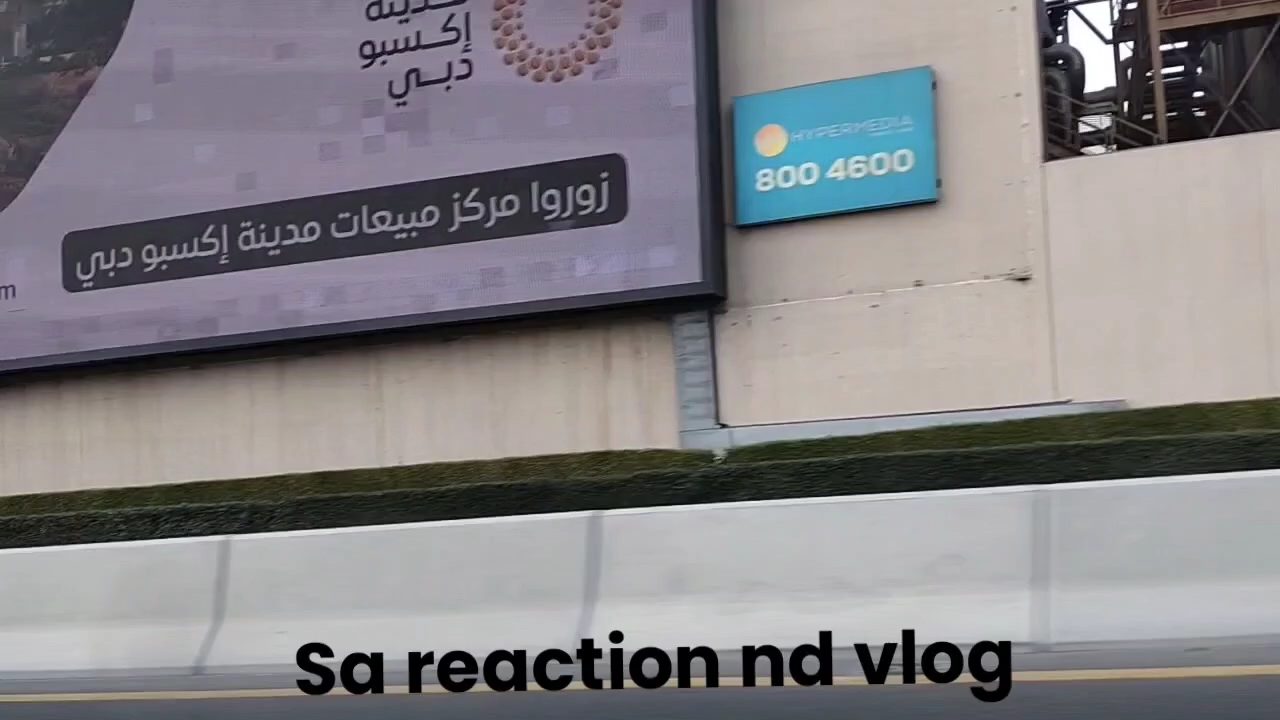 مدينة
إكسبو
دبي
زوروا مركز مبيعات مدينة إكسبو دبي
m
HYPERMEDIA
800 4600
Sa reaction nd vlog